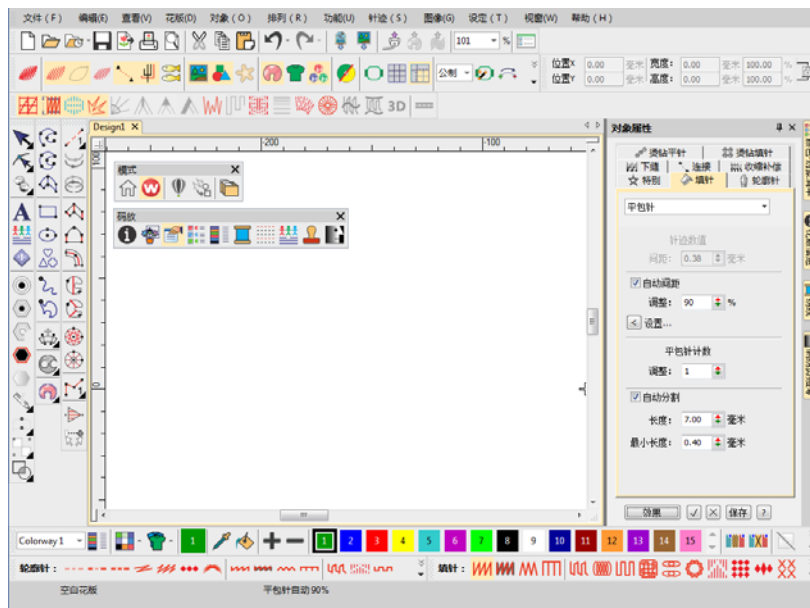 文件(F) 编辑(E) 查看(V) 花版(D) 对象(O) 排列(R) 功能(U) 针迹(S) 图像(G) 设定(T) 视窗(W) 帮助(H)
101 %
公制 位置X 0.00 毫米 宽度: 0.00 毫米 100.00 %
位置Y 0.00 毫米 高度: 0.00 毫米 100.00 %
3D
Design1
-200 -100
100
0
模式
码放
对象属性
烫钻平针 烫钻填针
下缝 连接 收缩补偿
特别 填针 轮廓针
平包针
针迹数值
间距: 0.38 毫米
自动间距
调整: 90 %
设置...
平包针计数
调整: 1
自动分割
长度: 7.00 毫米
最小长度: 0.40 毫米
效果 保存 ?
Colorway 1 1 1 2 3 4 5 6 7 8 9 10 11 12 13 14 15
轮廓针: 填针:
空白花版 平包针自动90%